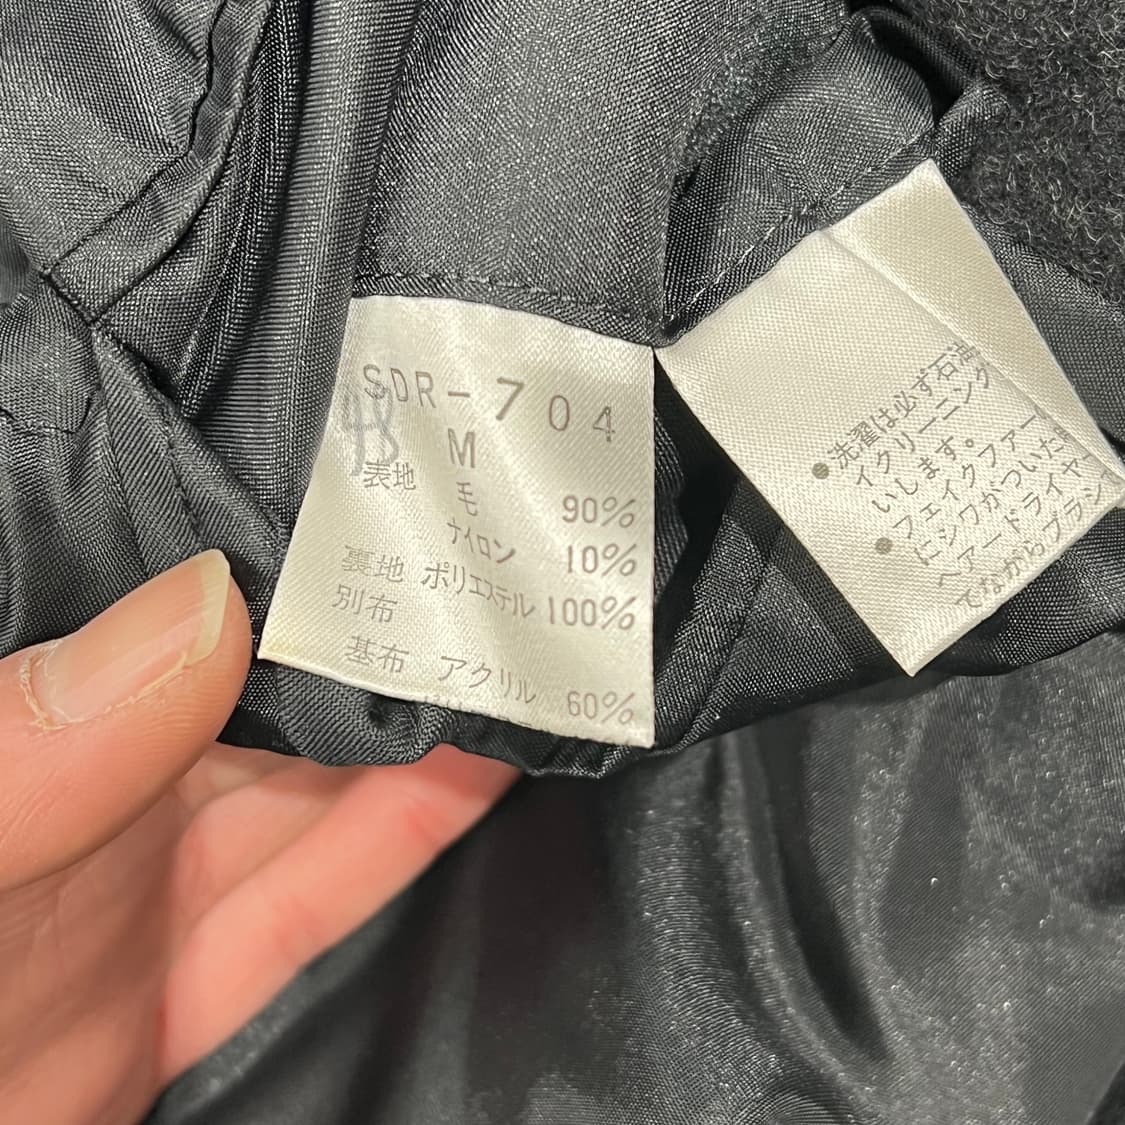 SDR-704
M
表地 毛 90%
ナイロン 10%
裏地 ポリエステル 100%
別布
基布 アクリル 60%
●洗濯は必ず石油
イクリーニング
いします。
●フェイクファー
にシワがついた
ヘアードライヤー
てながらブラシ